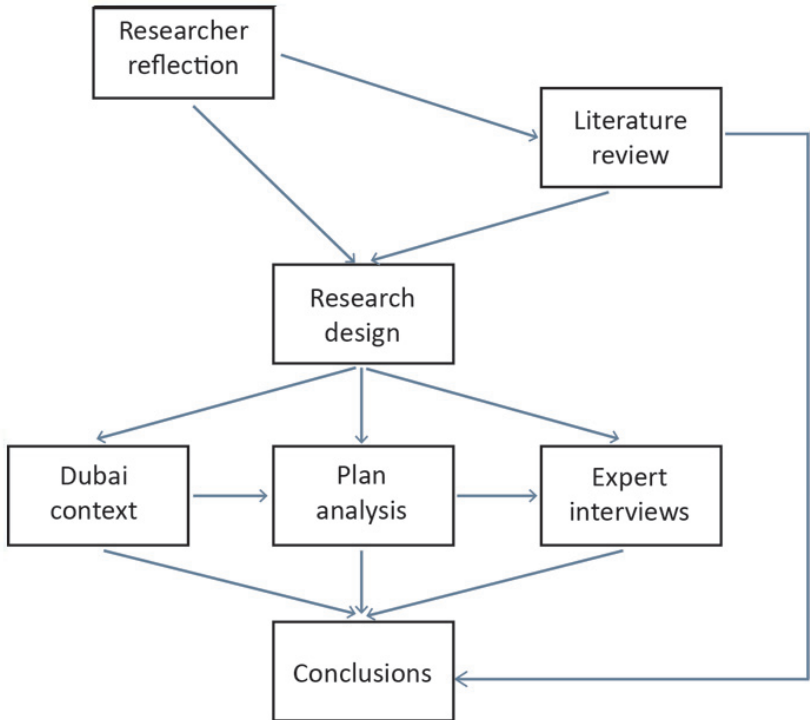 Researcher
reflection
Literature
review
Research
design
Dubai
context
Plan
analysis
Expert
interviews
Conclusions